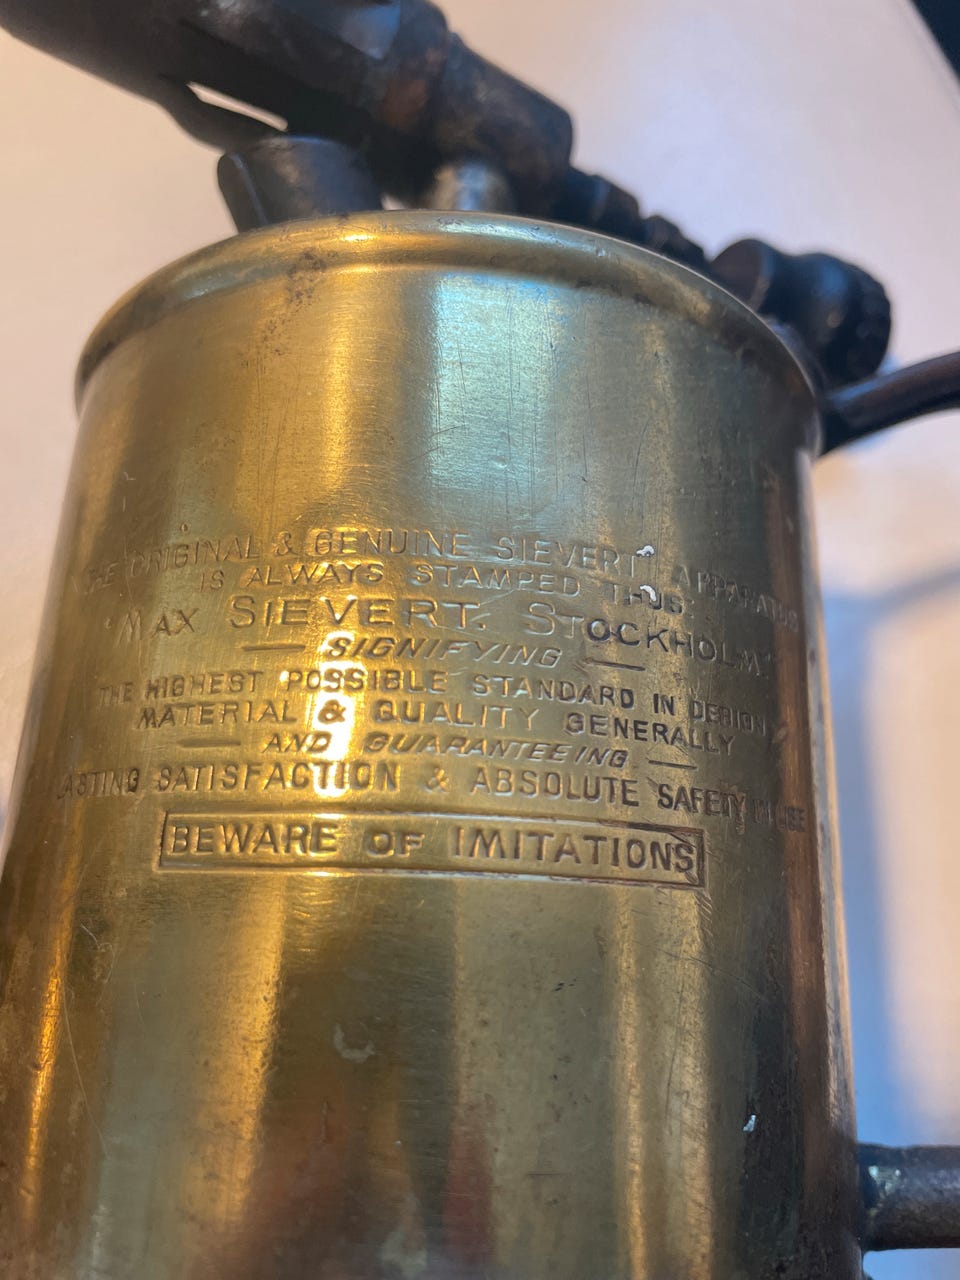 THE ORIGINAL & GENUINE SIEVERT APPARATUS
IS ALWAYS STAMPED THUS.
"MAX SIEVERT. STOCKHOLM"
— SIGNIFYING —
THE HIGHEST POSSIBLE STANDARD IN DESIGN,
MATERIAL & QUALITY GENERALLY
— AND GUARANTEEING —
LASTING SATISFACTION & ABSOLUTE SAFETY IN USE
BEWARE OF IMITATIONS